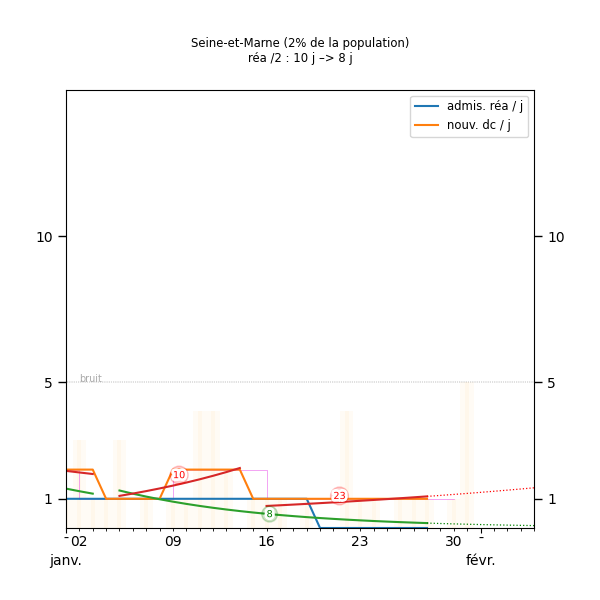 Seine-et-Marne (2% de la population)
réa /2 : 10 j –> 8 j
admis. réa / j
nouv. dc / j
10 10
bruit
5 5
10
23
8
1 1
02 09 16 23 30
janv. févr.